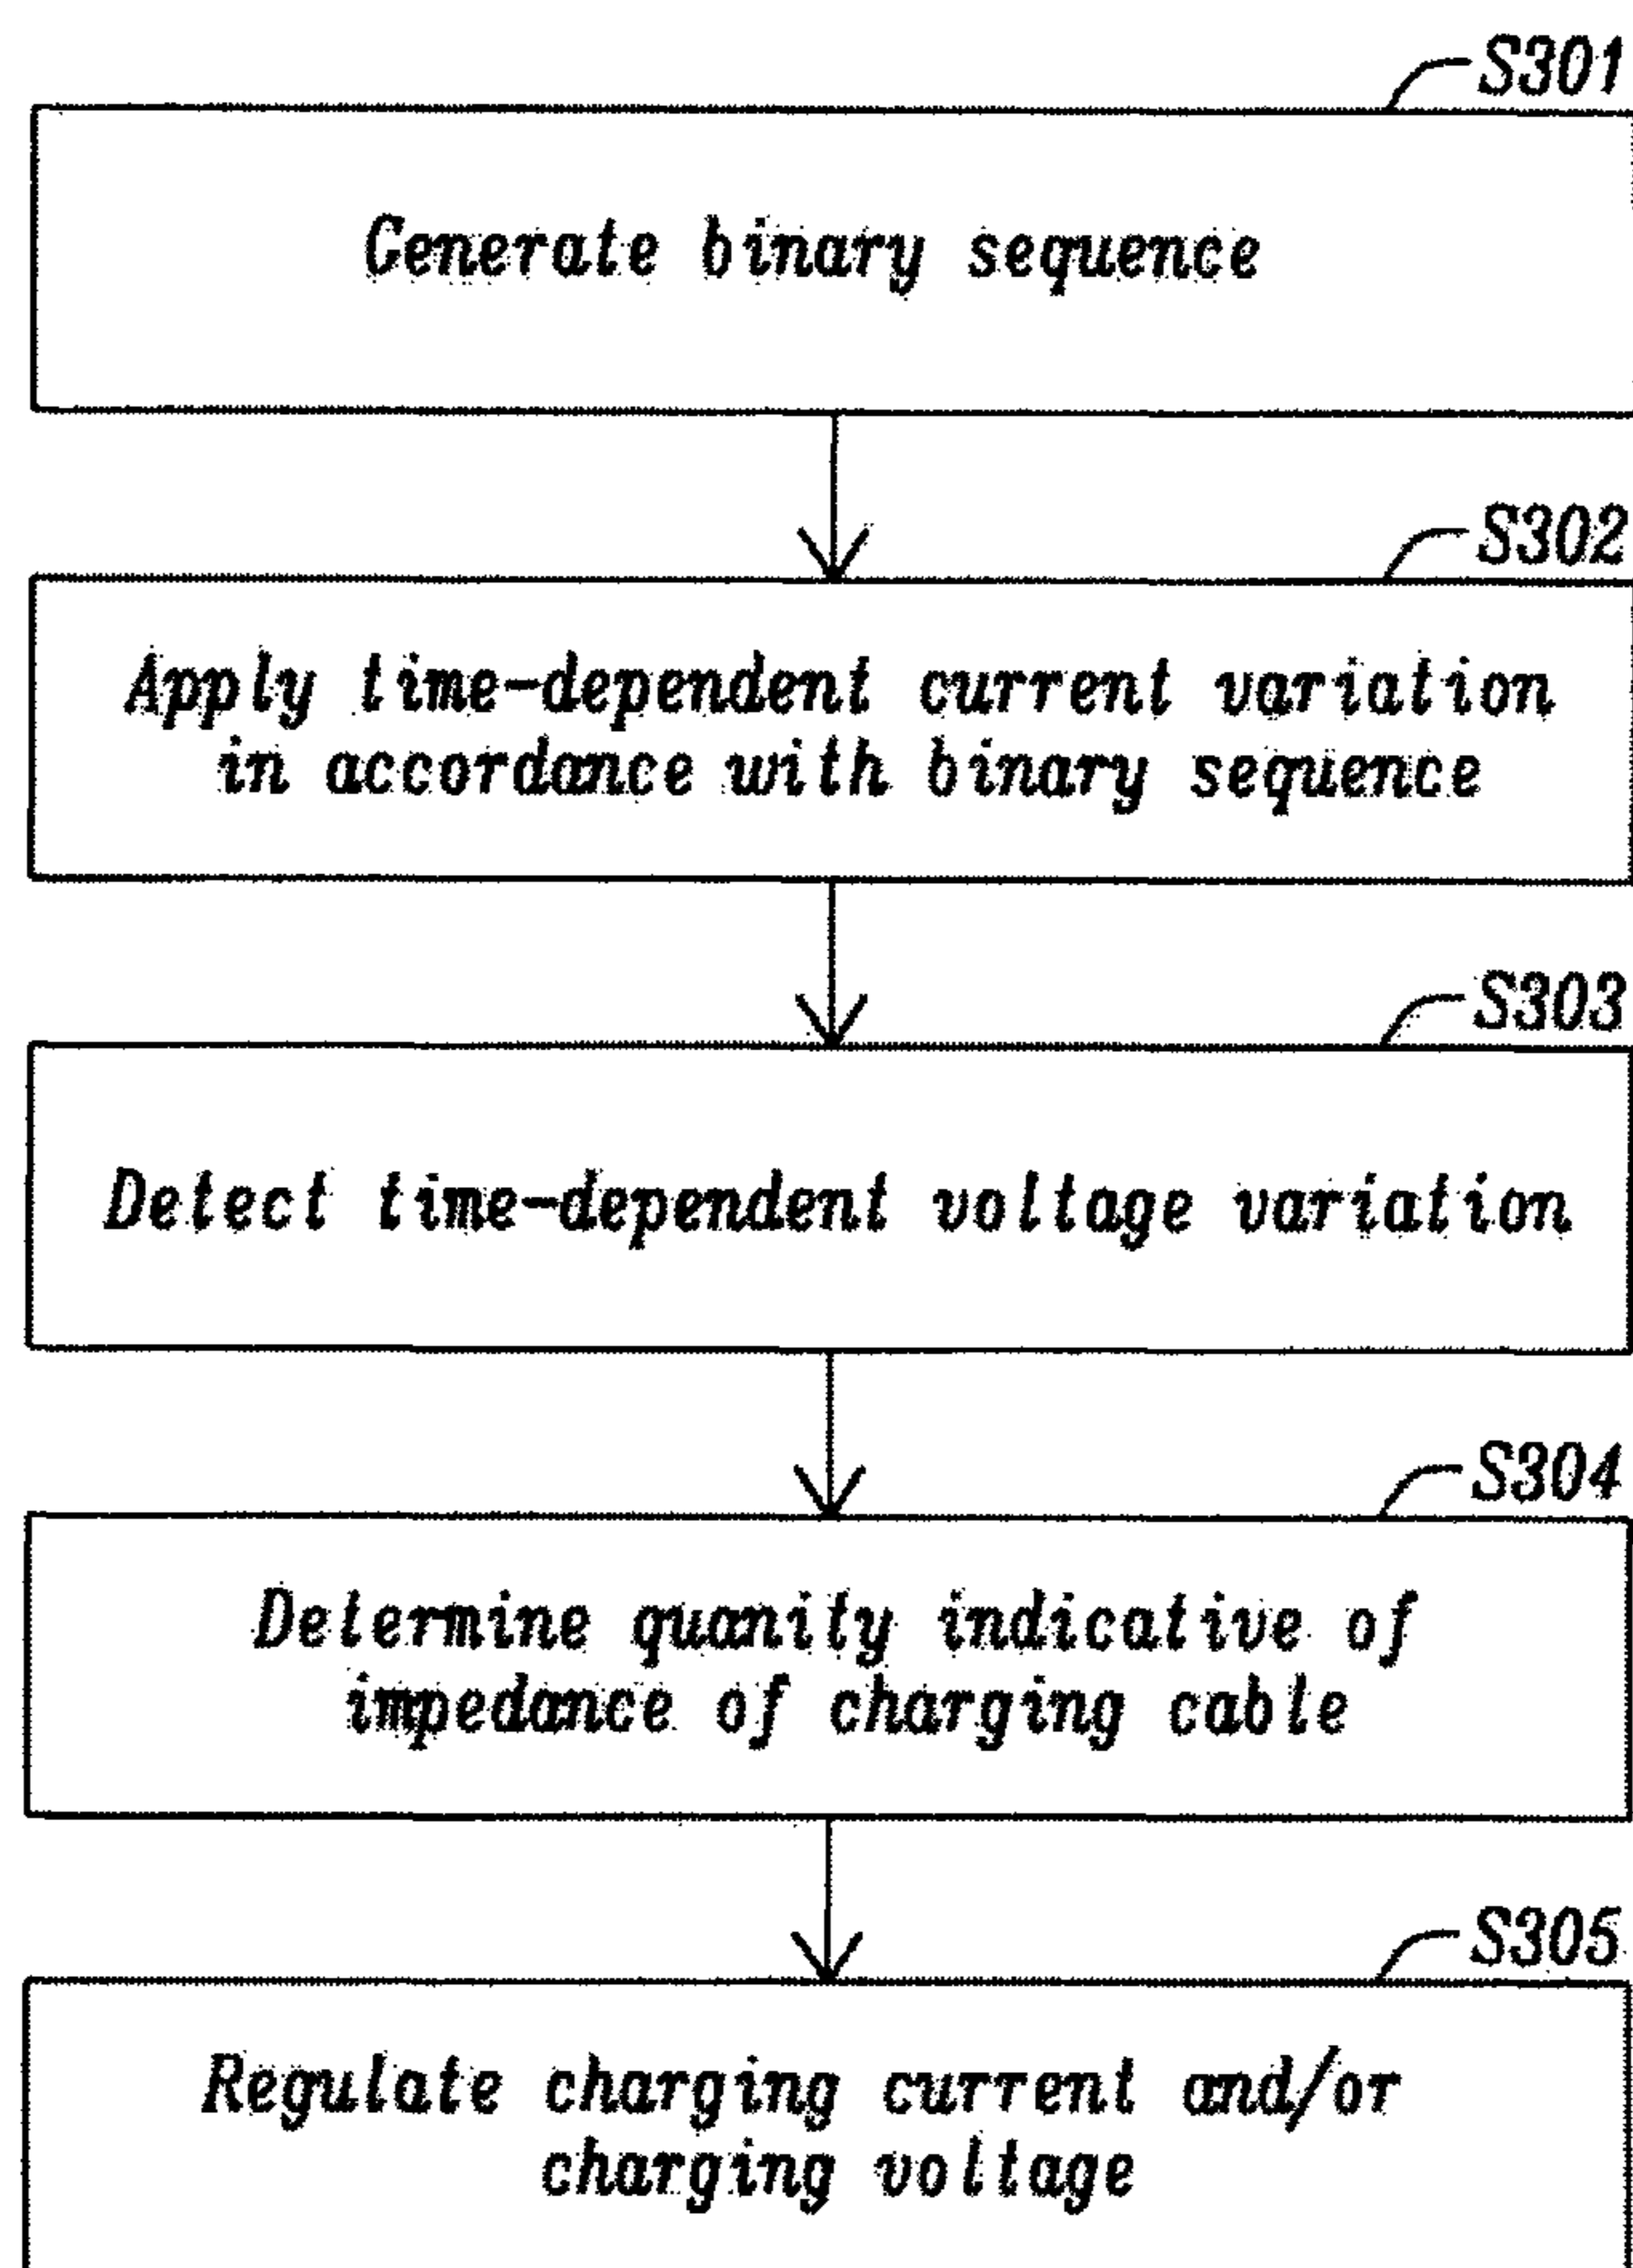 S301
Generate binary sequence
S302
Apply time-dependent current variation
in accordance with binary sequence
S303
Detect time-dependent voltage variation
S304
Determine quanity indicative of
impedance of charging cable
S305
Regulate charging current and/or
charging voltage